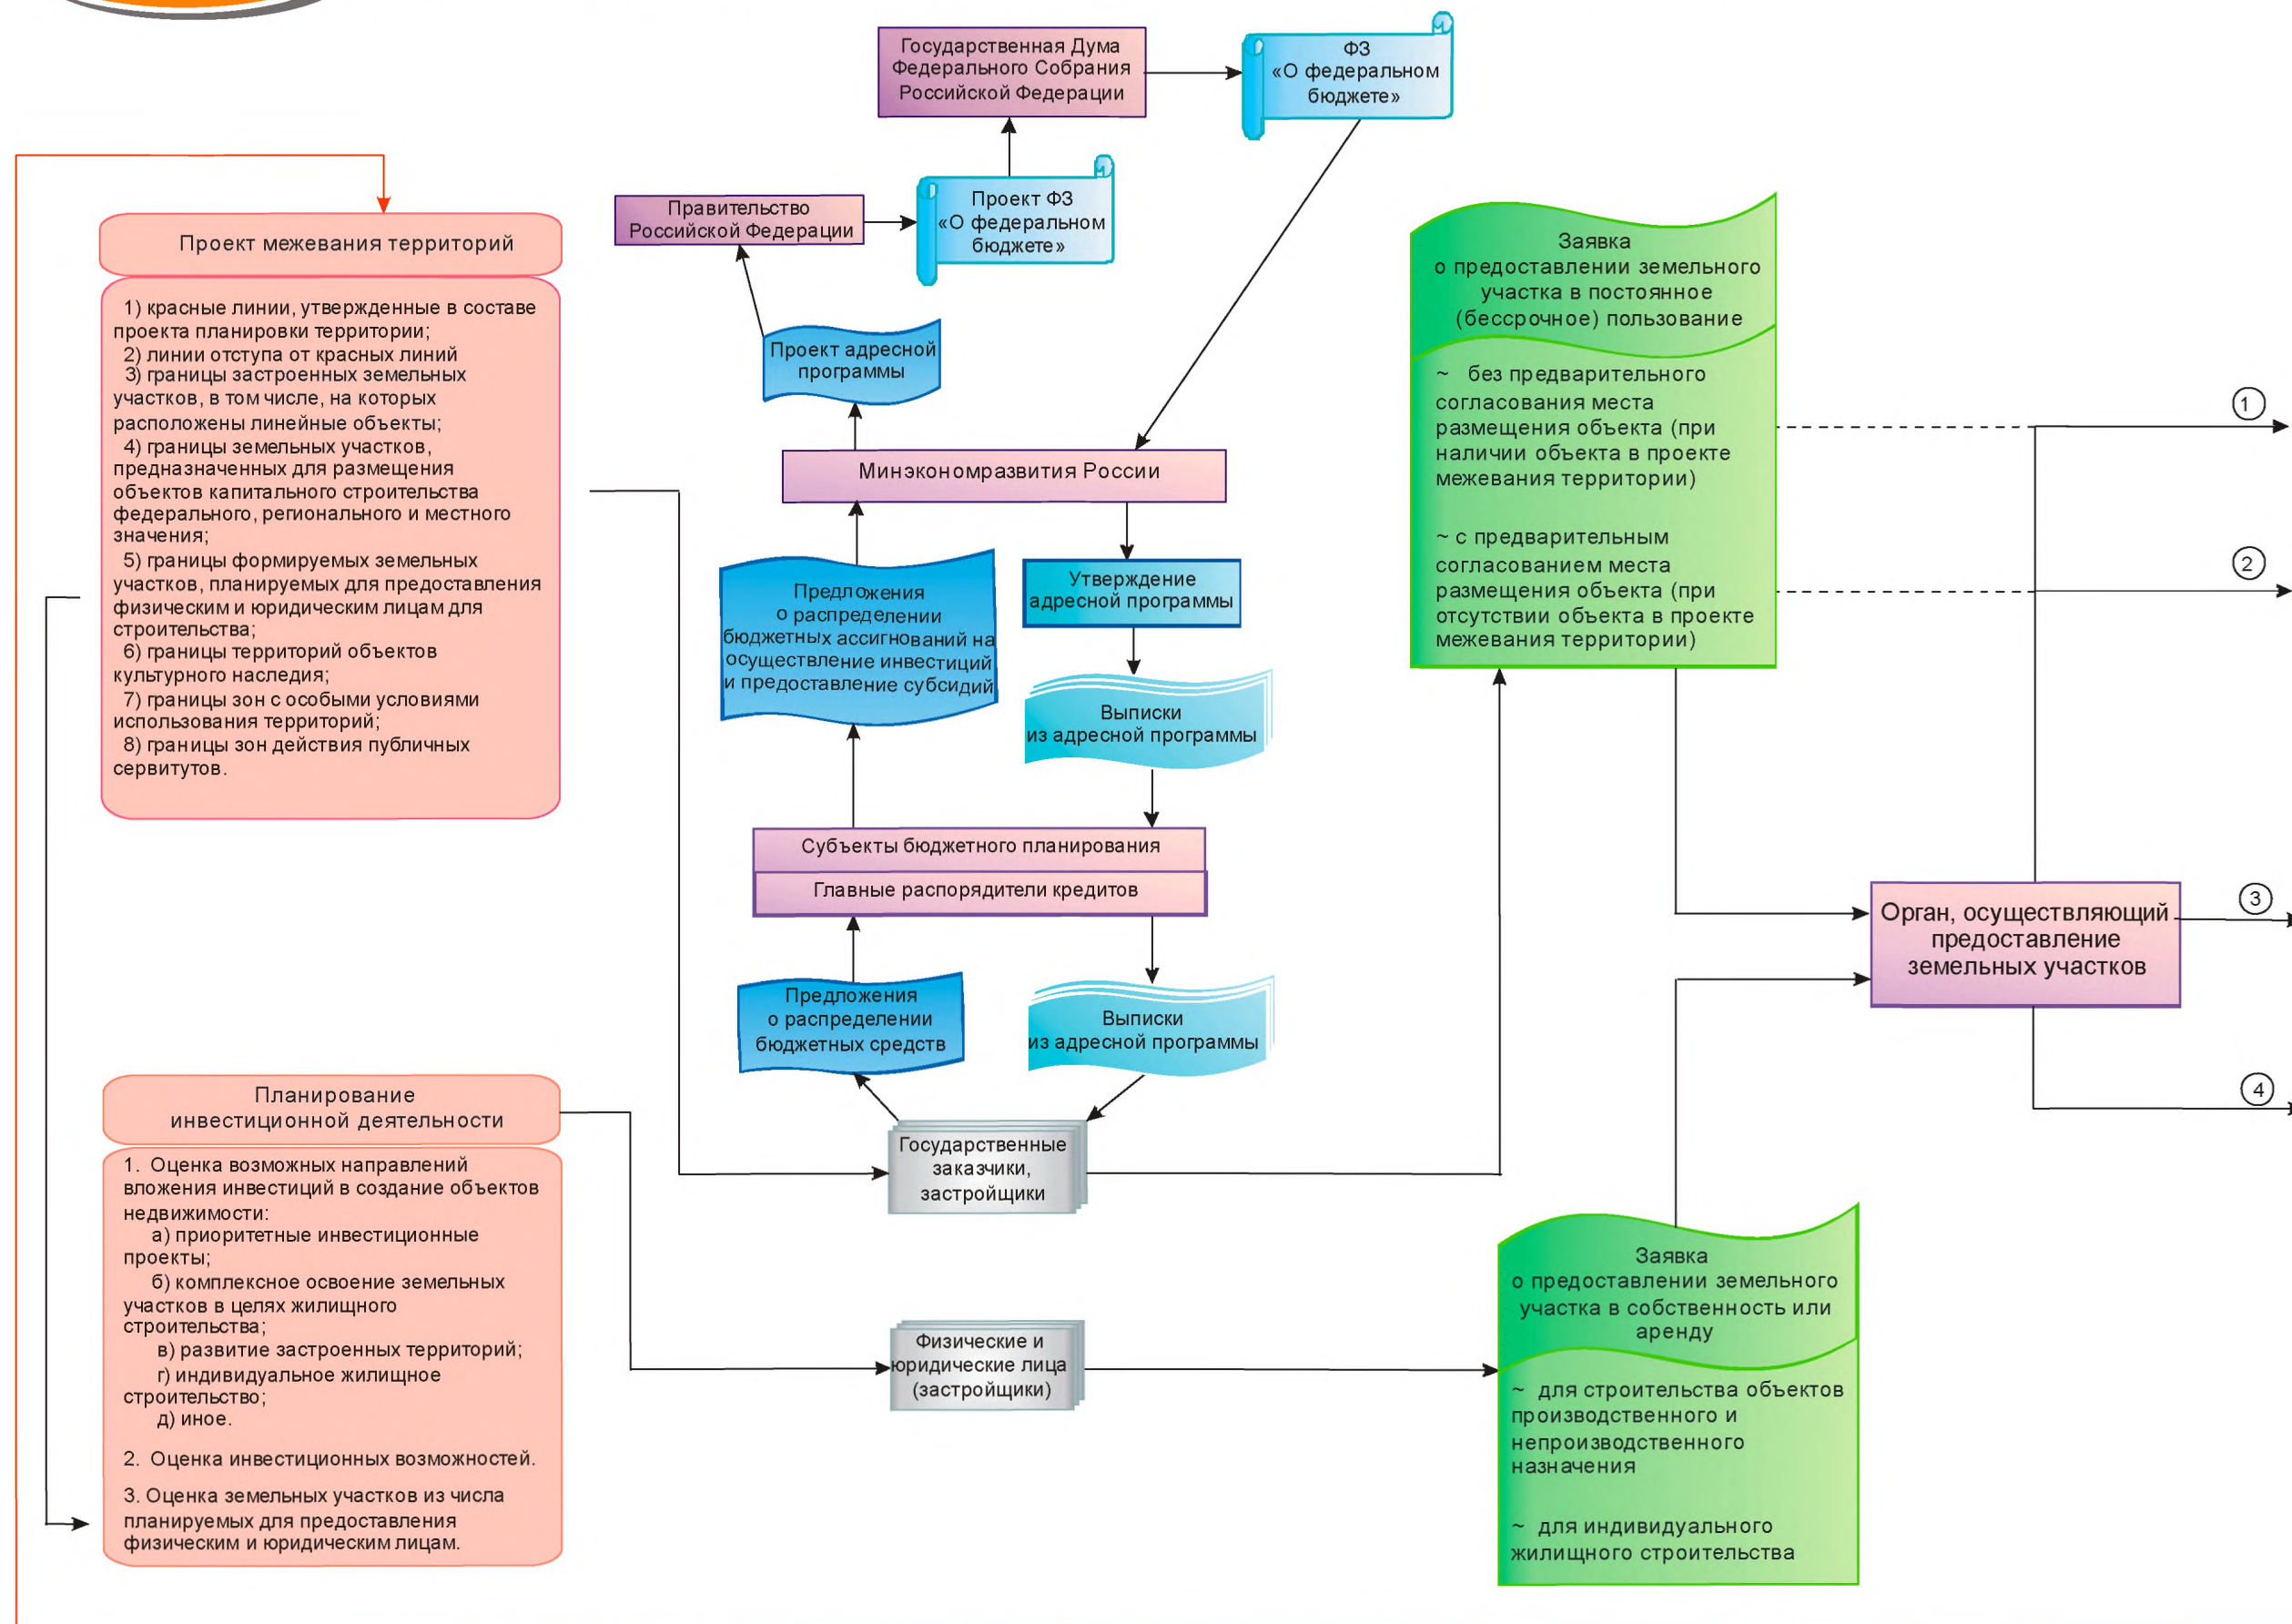 Государственная Дума
Федерального Собрания
Российской Федерации
ФЗ
«О федеральном
бюджете»
Правительство
Российской Федерации
Проект ФЗ
«О федеральном
бюджете»
Проект адресной
программы
Минэкономразвития России
Предложения
о распределении
бюджетных ассигнований на
осуществление инвестиций
и предоставление субсидий
Утверждение
адресной программы
Выписки
из адресной программы
Субъекты бюджетного планирования
Главные распорядители кредитов
Предложения
о распределении
бюджетных средств
Выписки
из адресной программы
Государственные
заказчики,
застройщики
Физические и
юридические лица
(застройщики)
Проект межевания территорий
1) красные линии, утвержденные в составе
проекта планировки территории;
2) линии отступа от красных линий
3) границы застроенных земельных
участков, в том числе, на которых
расположены линейные объекты;
4) границы земельных участков,
предназначенных для размещения
объектов капитального строительства
федерального, регионального и местного
значения;
5) границы формируемых земельных
участков, планируемых для предоставления
физическим и юридическим лицам для
строительства;
6) границы территорий объектов
культурного наследия;
7) границы зон с особыми условиями
использования территорий;
8) границы зон действия публичных
сервитутов.
Планирование
инвестиционной деятельности
1. Оценка возможных направлений
вложения инвестиций в создание объектов
недвижимости:
а) приоритетные инвестиционные
проекты;
б) комплексное освоение земельных
участков в целях жилищного
строительства;
в) развитие застроенных территорий;
г) индивидуальное жилищное
строительство;
д) иное.
2. Оценка инвестиционных возможностей.
3. Оценка земельных участков из числа
планируемых для предоставления
физическим и юридическим лицам.
Заявка
о предоставлении земельного
участка в постоянное
(бессрочное) пользование
~ без предварительного
согласования места
размещения объекта (при
наличии объекта в проекте
межевания территории)
~ с предварительным
согласованием места
размещения объекта (при
отсутствии объекта в проекте
межевания территории)
Заявка
о предоставлении земельного
участка в собственность или
аренду
~ для строительства объектов
производственного и
непроизводственного
назначения
~ для индивидуального
жилищного строительства
Орган, осуществляющий
предоставление
земельных участков
1
2
3
4